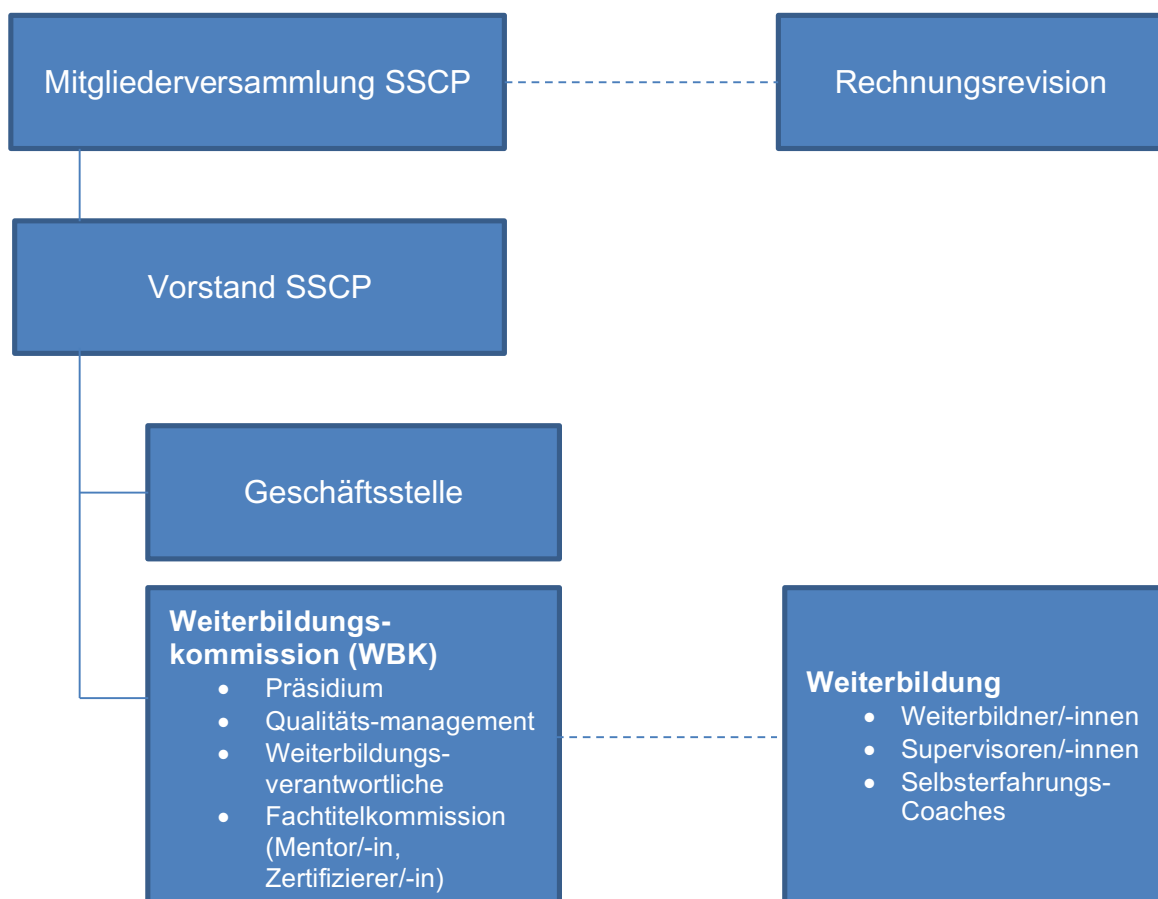 Mitgliederversammlung SSCP
Rechnungsrevision
Vorstand SSCP
Geschäftsstelle
Weiterbildungs-
kommission (WBK)
• Präsidium
• Qualitäts-management
• Weiterbildungs-
verantwortliche
• Fachtitelkommission
(Mentor/-in,
Zertifizierer/-in)
Weiterbildung
• Weiterbildner/-innen
• Supervisoren/-innen
• Selbsterfahrungs-
Coaches